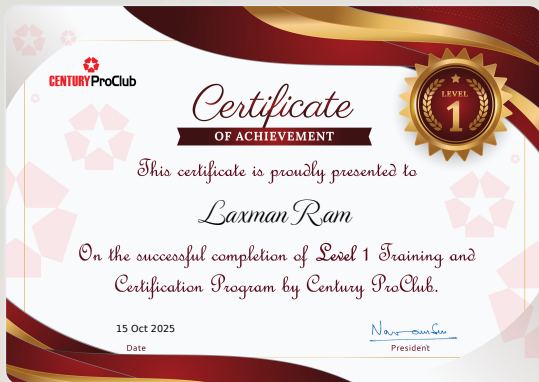 CENTURY ProClub
Certificate
OF ACHIEVEMENT
LEVEL
1
This certificate is proudly presented to
Laxman Ram
On the successful completion of Level 1 Training and
Certification Program by Century ProClub.
15 Oct 2025
Date
President